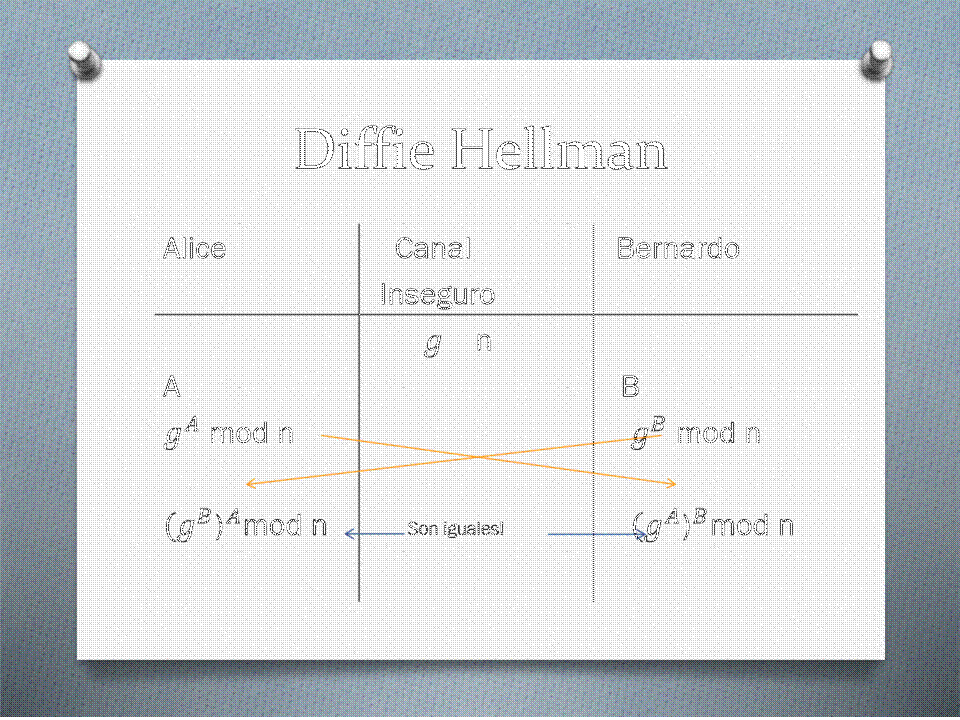 Diffie Hellman
Alice Canal Bernardo
Inseguro
g n
A B
g^A mod n g^B mod n
(g^B)^A mod n Son iguales! (g^A)^B mod n